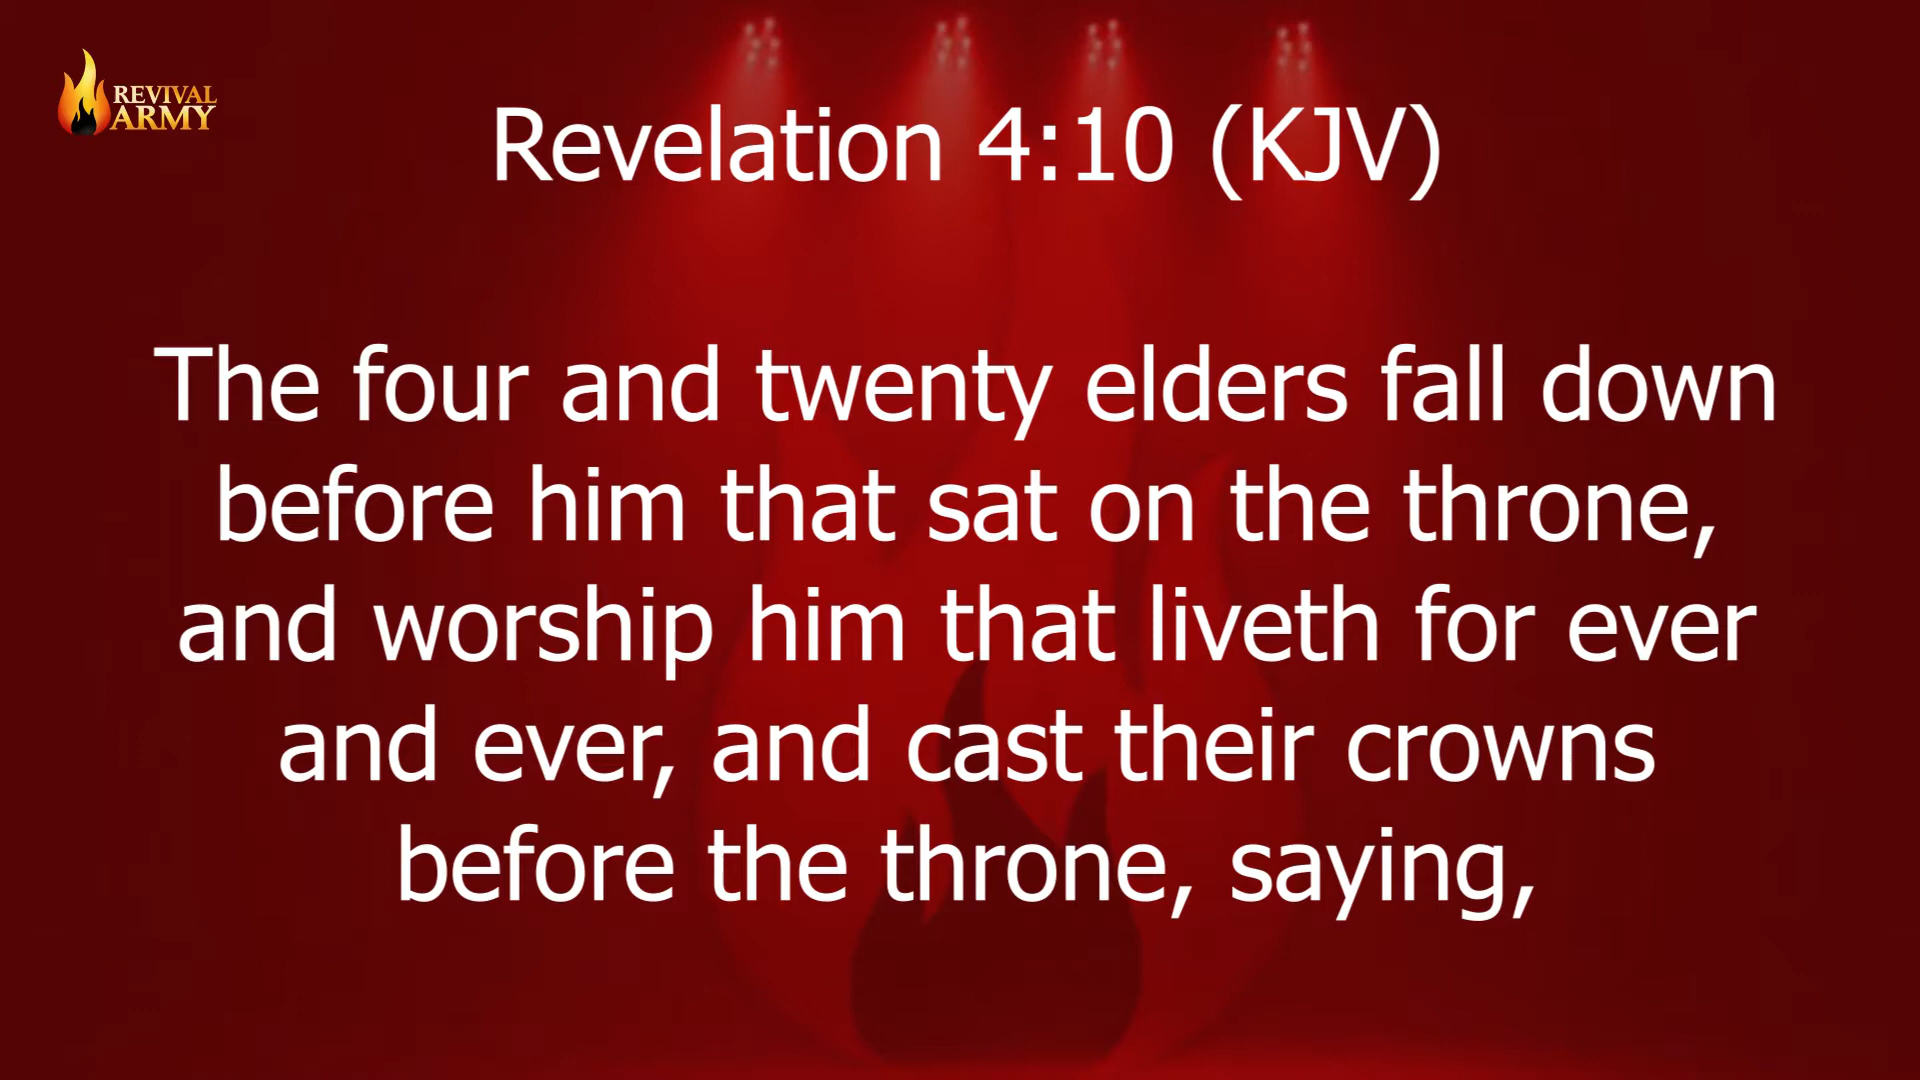 REVIVAL
ARMY
Revelation 4:10 (KJV)
The four and twenty elders fall down
before him that sat on the throne,
and worship him that liveth for ever
and ever, and cast their crowns
before the throne, saying,